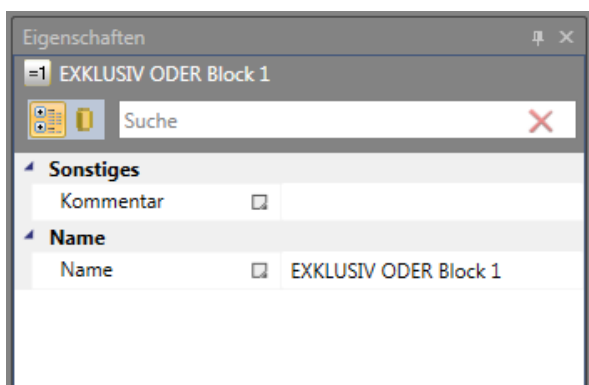 Eigenschaften
=1 EXKLUSIV ODER Block 1
Suche
Sonstiges
Kommentar
Name
Name EXKLUSIV ODER Block 1